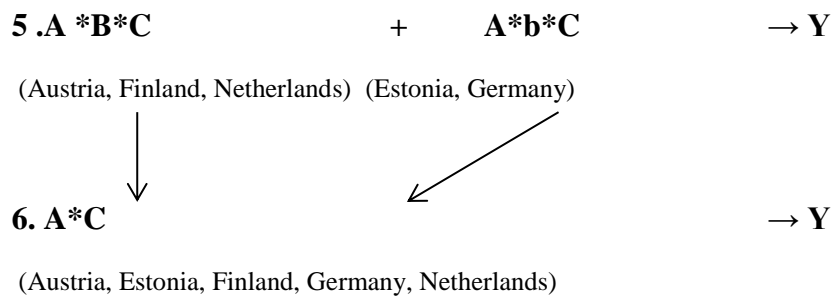 5 .A *B*C + A*b*C → Y
(Austria, Finland, Netherlands) (Estonia, Germany)
6. A*C → Y
(Austria, Estonia, Finland, Germany, Netherlands)